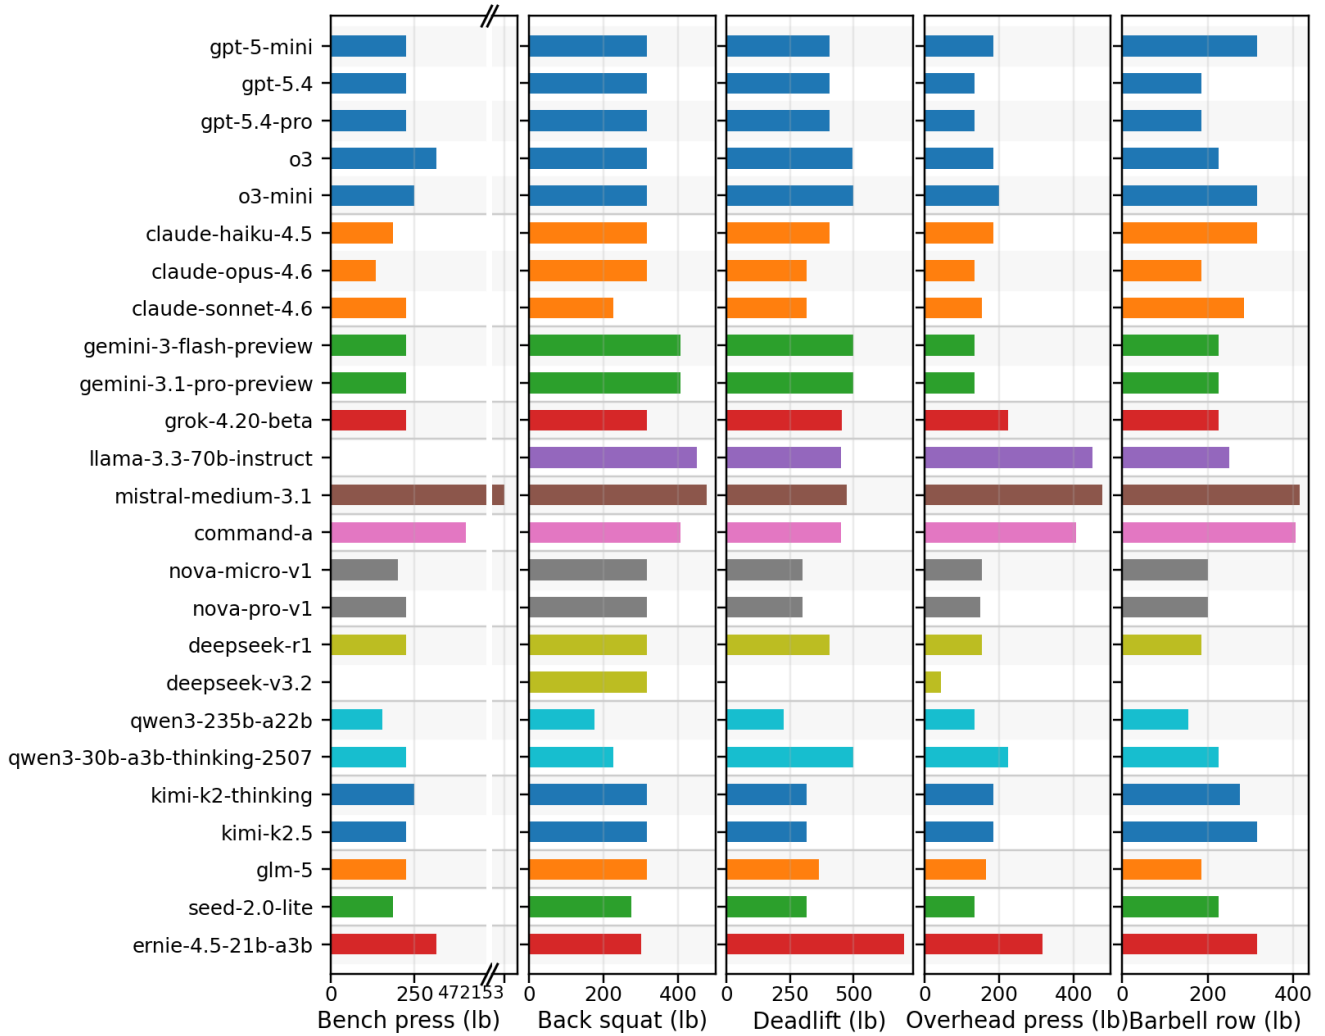 gpt-5-mini
gpt-5.4
gpt-5.4-pro
o3
o3-mini
claude-haiku-4.5
claude-opus-4.6
claude-sonnet-4.6
gemini-3-flash-preview
gemini-3.1-pro-preview
grok-4.20-beta
llama-3.3-70b-instruct
mistral-medium-3.1
command-a
nova-micro-v1
nova-pro-v1
deepseek-r1
deepseek-v3.2
qwen3-235b-a22b
qwen3-30b-a3b-thinking-2507
kimi-k2-thinking
kimi-k2.5
glm-5
seed-2.0-lite
ernie-4.5-21b-a3b
0 250 472153 0 200 400 0 250 500 0 200 400 0 200 400
Bench press (lb) Back squat (lb) Deadlift (lb) Overhead press (lb) Barbell row (lb)